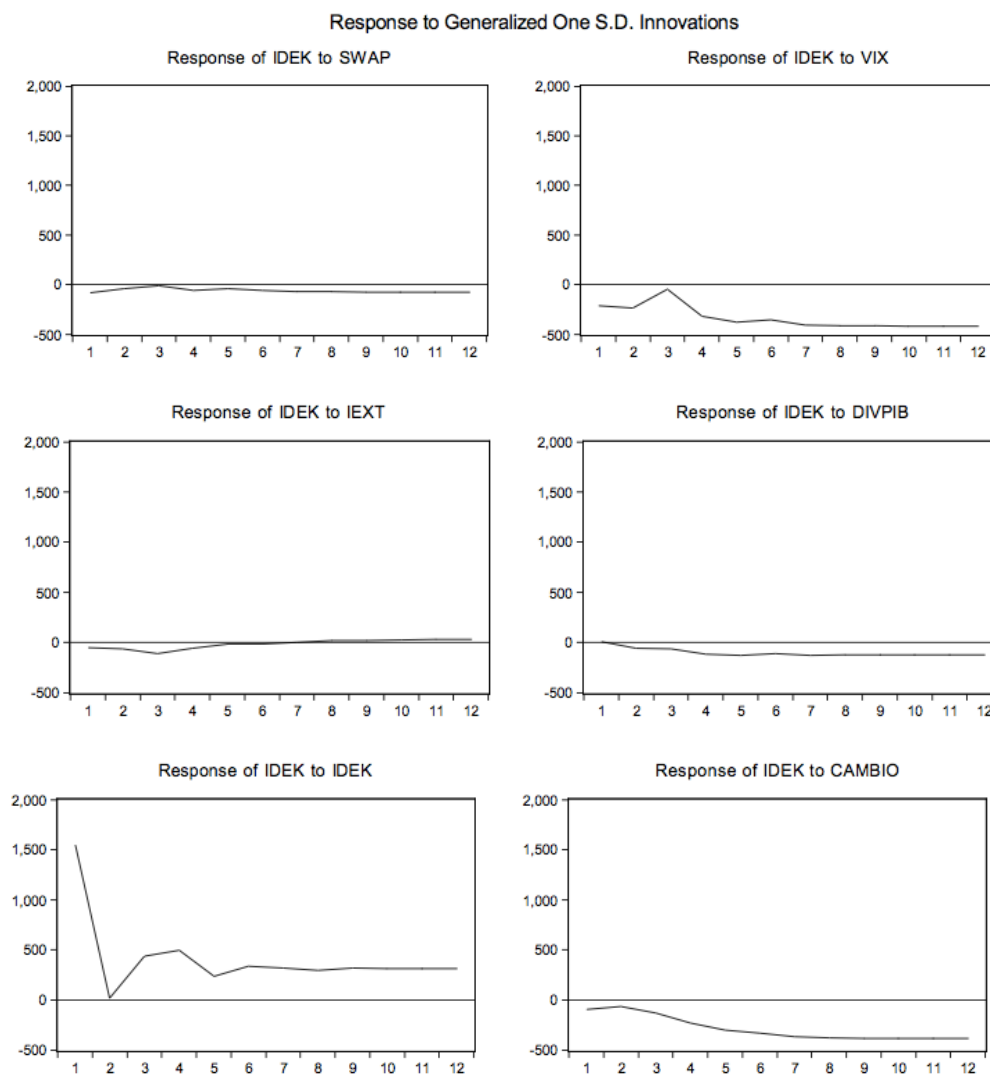 Response to Generalized One S.D. Innovations
Response of IDEK to SWAP
2,000
1,500
1,000
500
0
-500
1 2 3 4 5 6 7 8 9 10 11 12
Response of IDEK to VIX
2,000
1,500
1,000
500
0
-500
1 2 3 4 5 6 7 8 9 10 11 12
Response of IDEK to IEXT
2,000
1,500
1,000
500
0
-500
1 2 3 4 5 6 7 8 9 10 11 12
Response of IDEK to DIVPIB
2,000
1,500
1,000
500
0
-500
1 2 3 4 5 6 7 8 9 10 11 12
Response of IDEK to IDEK
2,000
1,500
1,000
500
0
-500
1 2 3 4 5 6 7 8 9 10 11 12
Response of IDEK to CAMBIO
2,000
1,500
1,000
500
0
-500
1 2 3 4 5 6 7 8 9 10 11 12